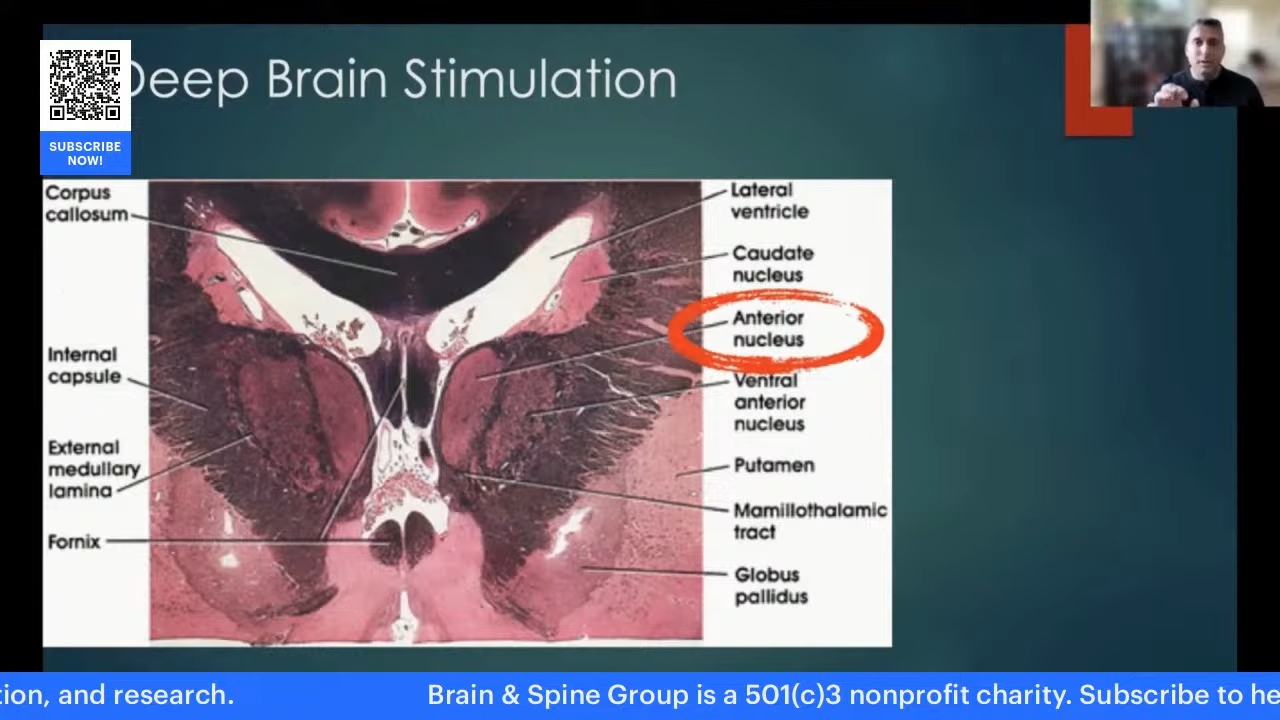 Deep Brain Stimulation
SUBSCRIBE
NOW!
Corpus
callosum
Internal
capsule
External
medullary
lamina
Fornix
Lateral
ventricle
Caudate
nucleus
Anterior
nucleus
Ventral
anterior
nucleus
Putamen
Mamillothalamic
tract
Globus
pallidus
tion, and research. Brain & Spine Group is a 501(c)3 nonprofit charity. Subscribe to he